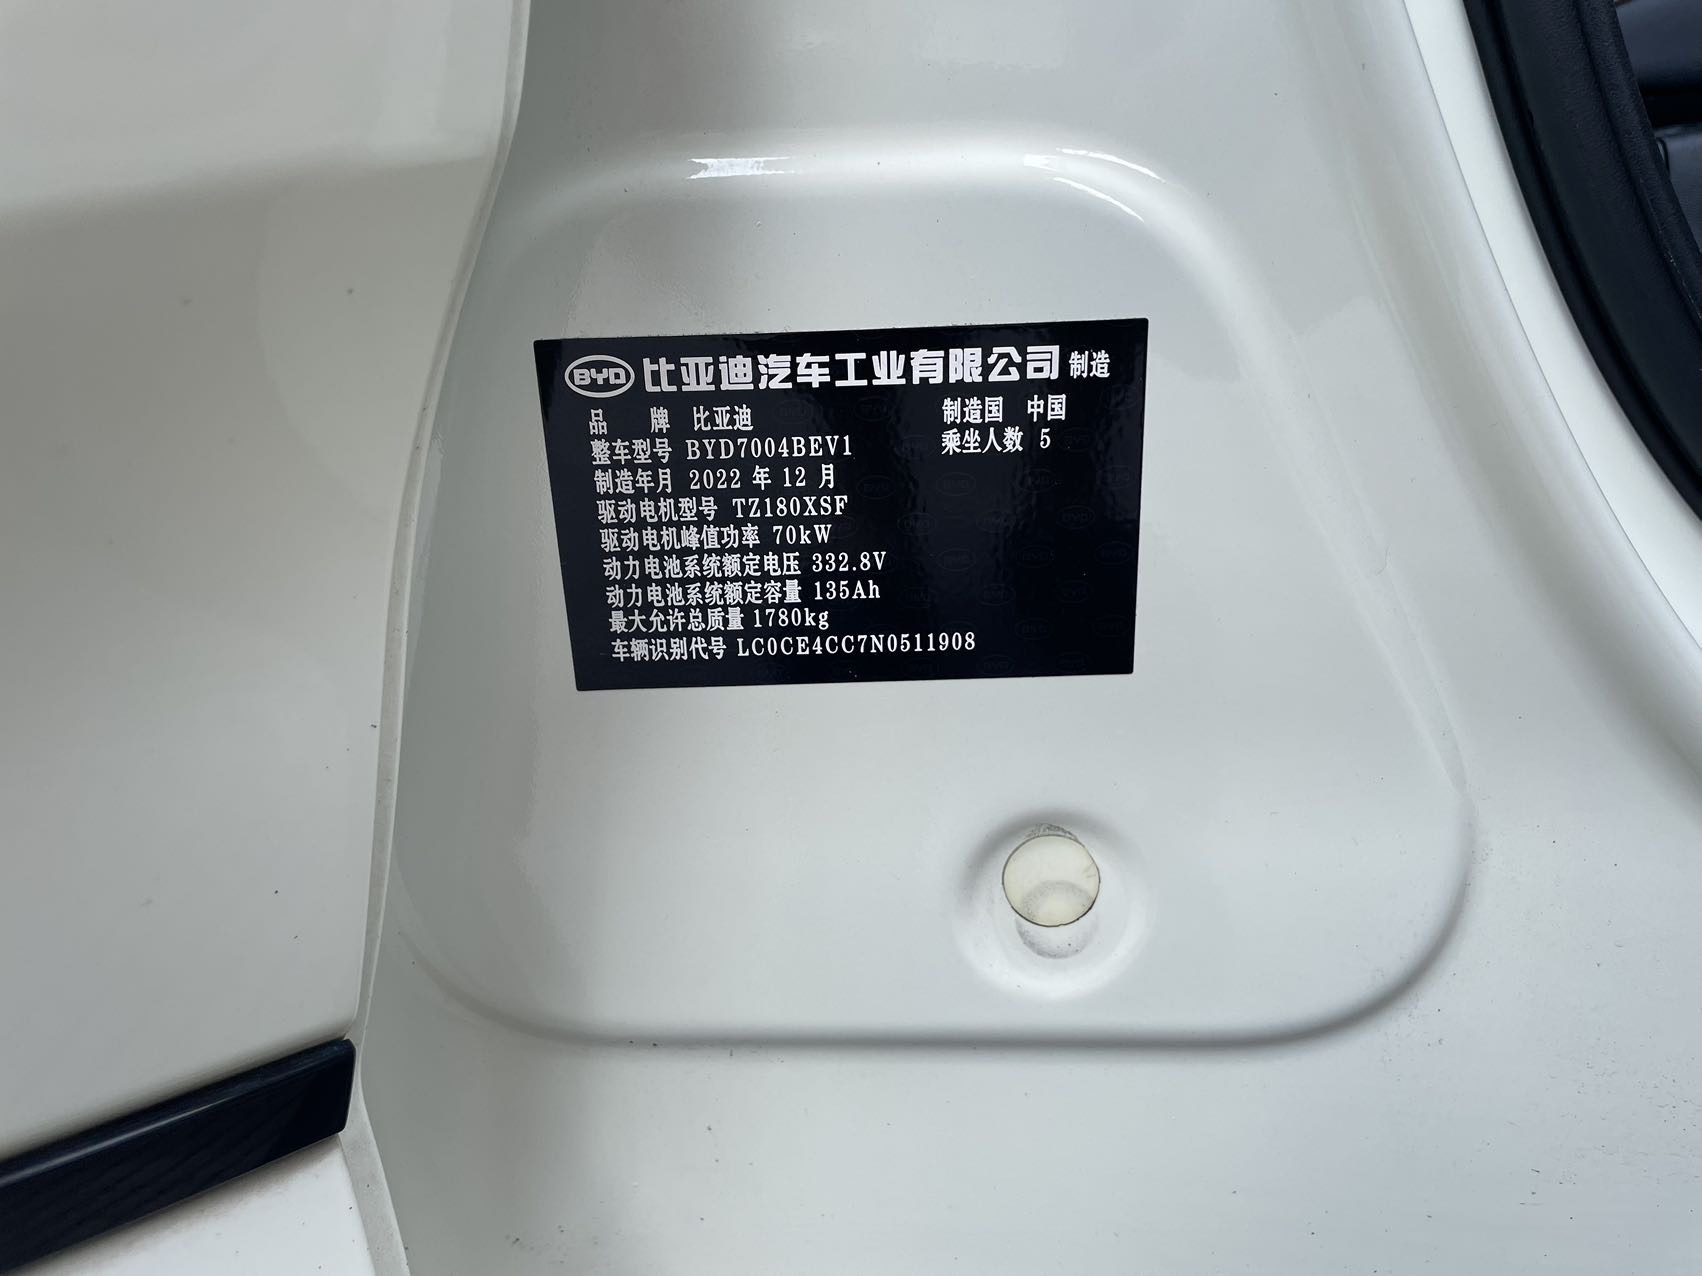 BYD 比亚迪汽车工业有限公司 制造
品 牌 比亚迪 制造国 中国
整车型号 BYD7004BEV1 乘坐人数 5
制造年月 2022 年 12 月
驱动电机型号 TZ180XSF
驱动电机峰值功率 70kW
动力电池系统额定电压 332.8V
动力电池系统额定容量 135Ah
最大允许总质量 1780kg
车辆识别代号 LC0CE4CC7N0511908